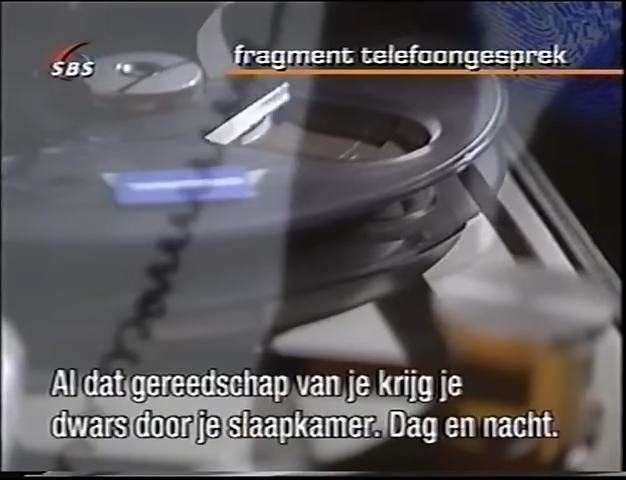 SBS
fragment telefoongesprek
Al dat gereedschap van je krijg je
dwars door je slaapkamer. Dag en nacht.